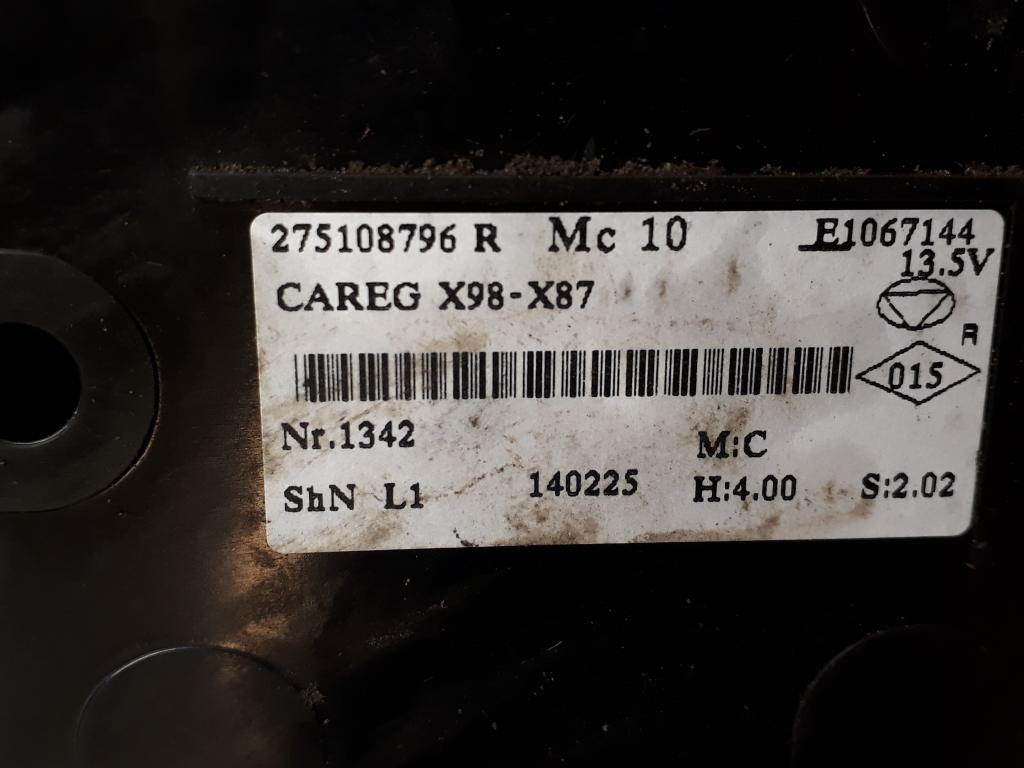 275108796 R Mc 10 E1067144
13.5V
CAREG X98-X87
R
015
Nr.1342 M:C
ShN L1 140225 H:4.00 S:2.02